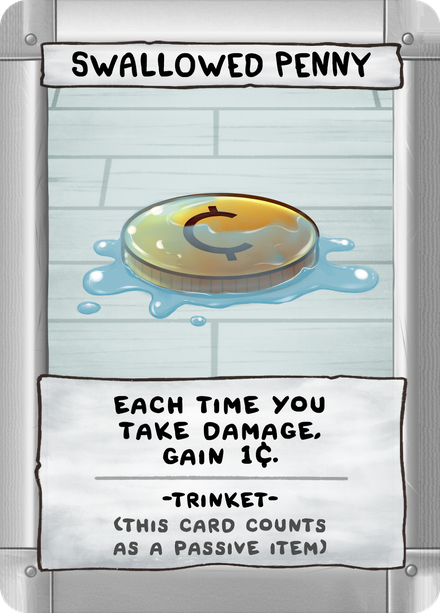 SWALLOWED PENNY
¢
EACH TIME YOU
TAKE DAMAGE,
GAIN 1¢.
-TRINKET-
(THIS CARD COUNTS
AS A PASSIVE ITEM)